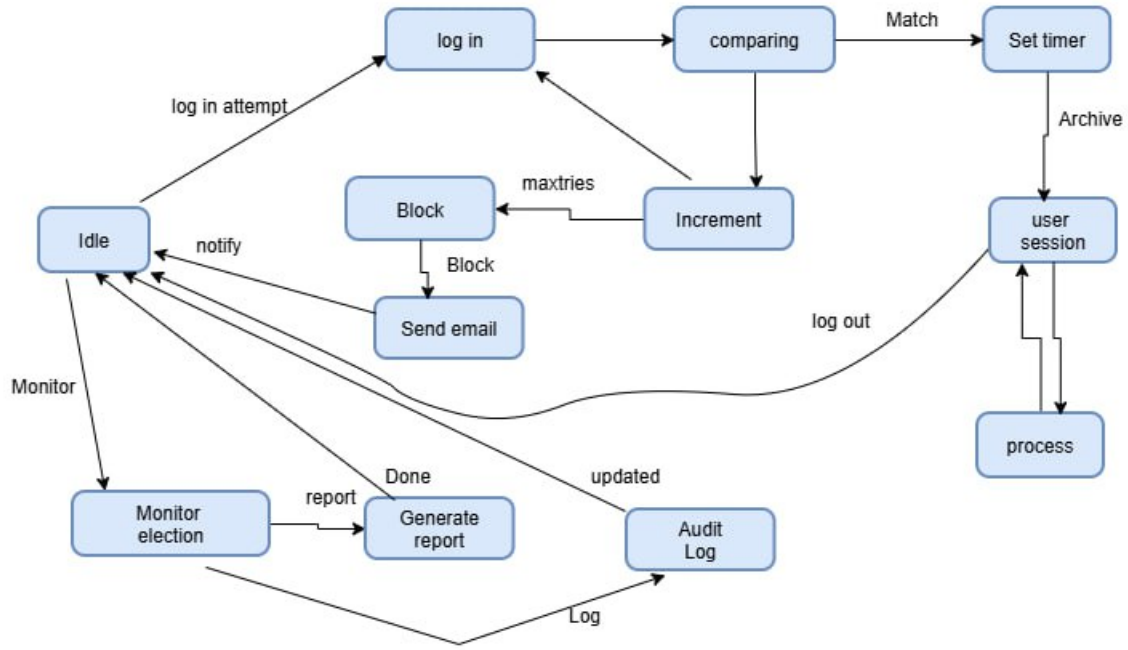 log in
comparing
Match
Set timer
log in attempt
Archive
Block
maxtries
Increment
user
session
Idle
notify
Block
Send email
log out
Monitor
process
Monitor
election
report
Done
Generate
report
updated
Audit
Log
Log